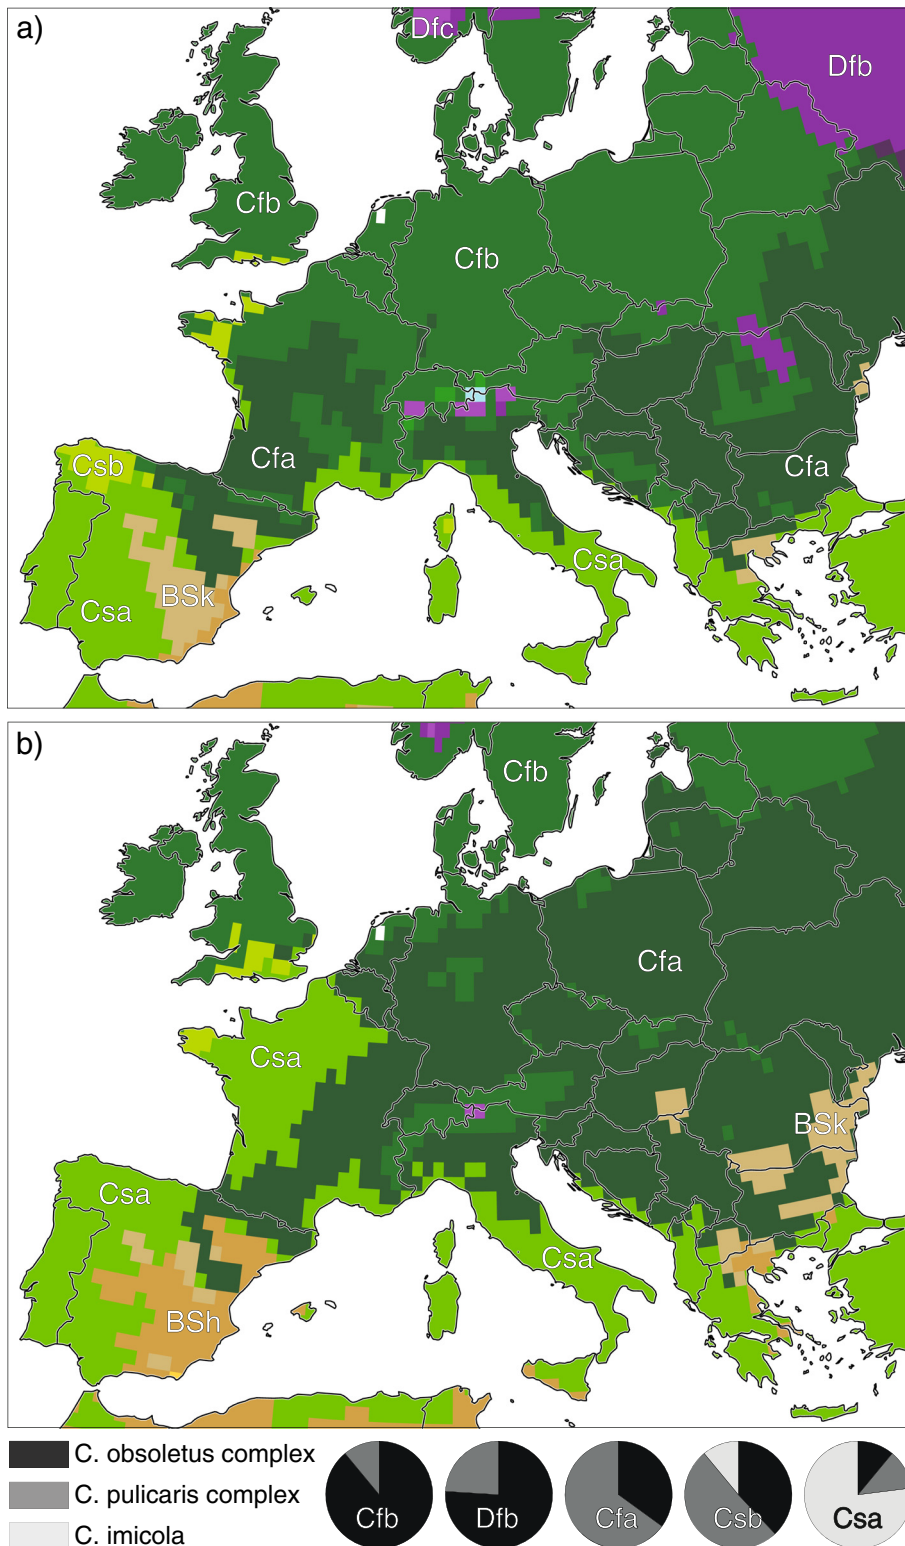 a)
Dfc
Dfb
Cfb
Cfb
Cfa
Csb
Cfa
Csa
BSk
Csa
b)
Cfb
Cfa
Csa
BSk
Csa
Csa
BSh
C. obsoletus complex
C. pulicaris complex
C. imicola
Cfb
Dfb
Cfa
Csb
Csa